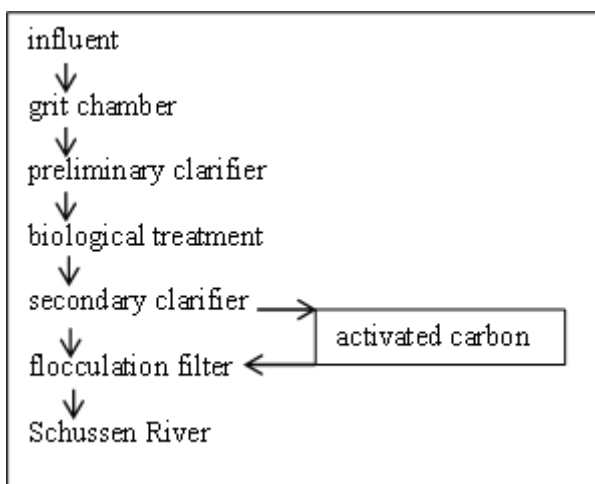 influent
grit chamber
preliminary clarifier
biological treatment
secondary clarifier
activated carbon
flocculation filter
Schussen River